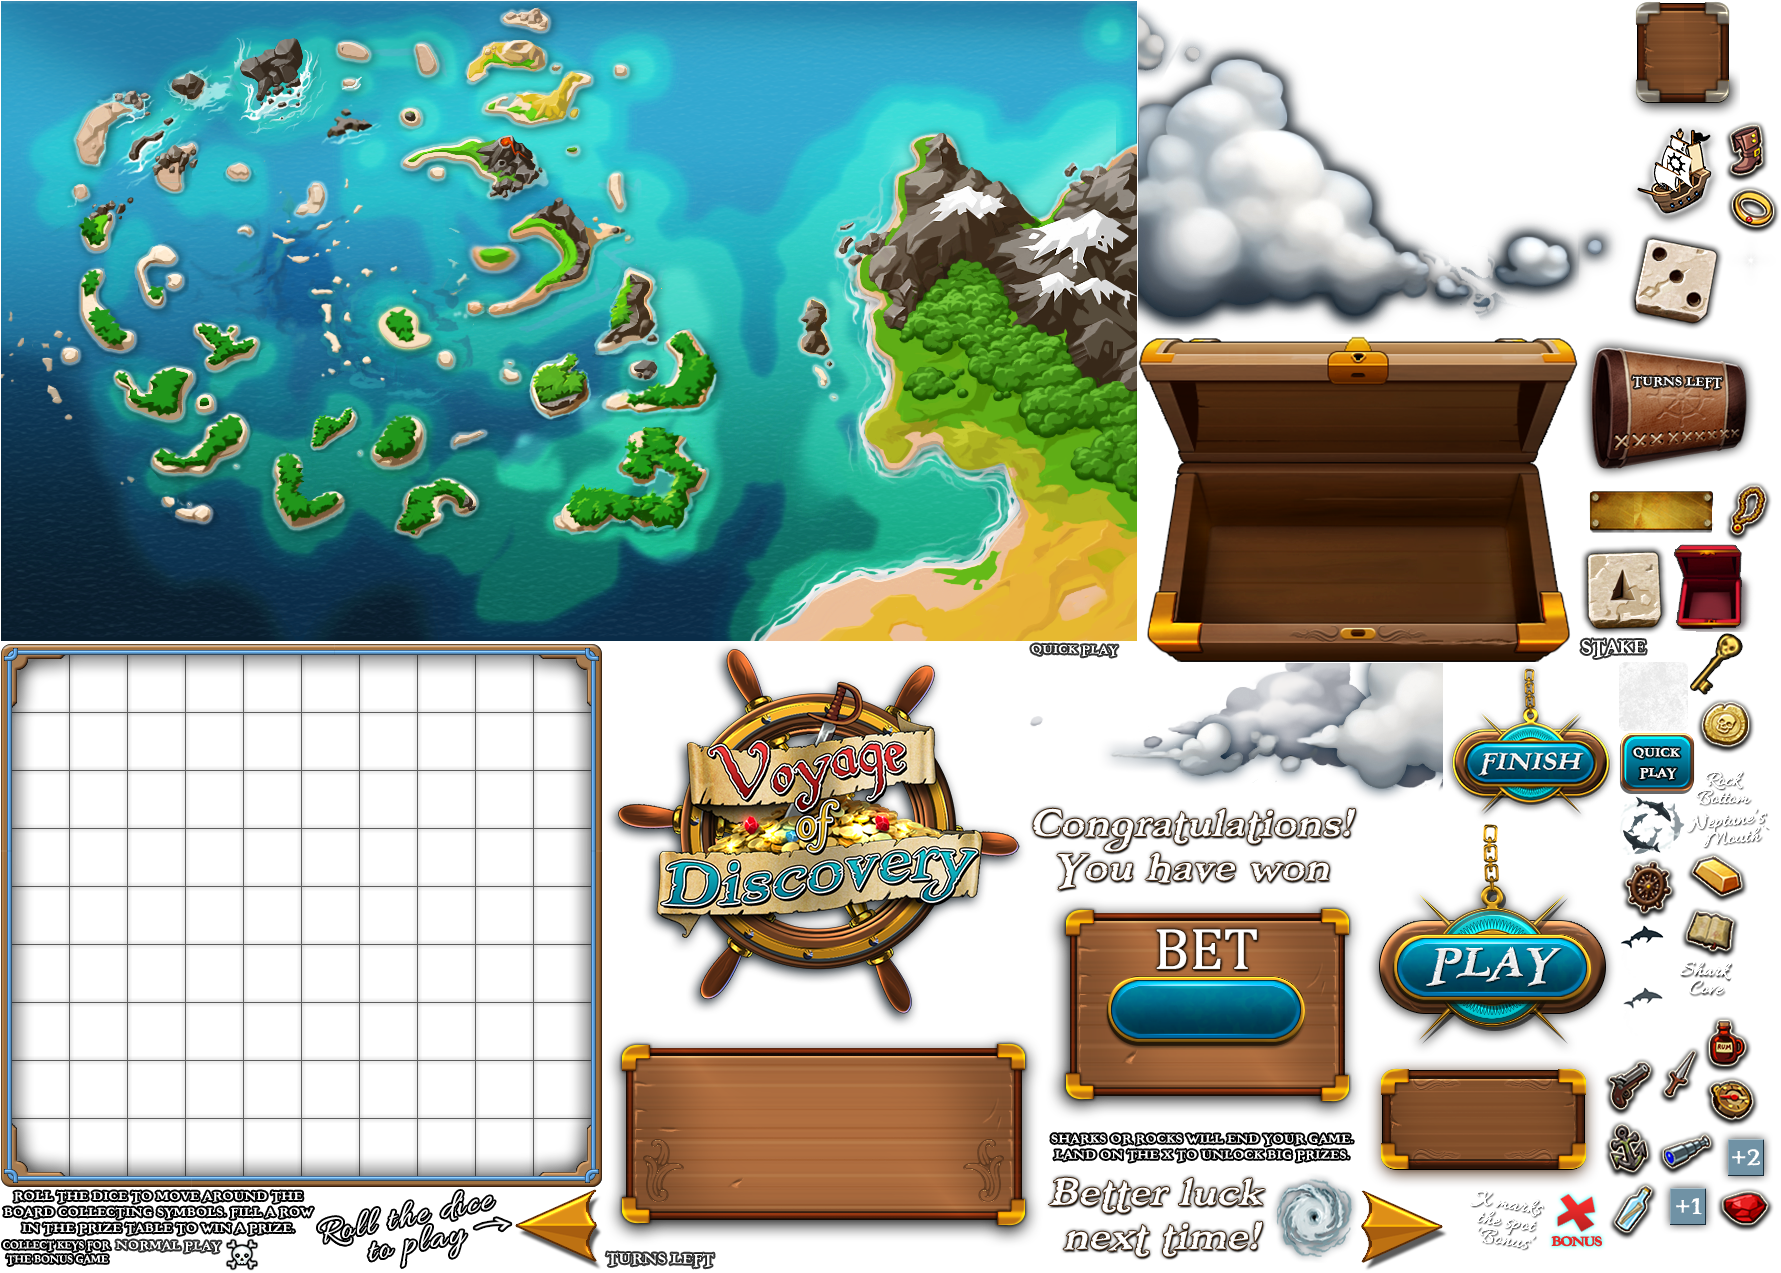 TURNS LEFT
STAKE
QUICK PLAY
Voyage
of
Discovery
FINISH
QUICK
PLAY
Rock
Bottom
Neptune's
Mouth
Congratulations!
You have won
BET
PLAY
Shark
Cove
RUM
SHARKS OR ROCKS WILL END YOUR GAME.
LAND ON THE X TO UNLOCK BIG PRIZES.
Better luck
next time!
+2
+1
X marks
the spot
'Bonus'
BONUS
ROLL THE DICE TO MOVE AROUND THE
BOARD COLLECTING SYMBOLS. FILL A ROW
IN THE PRIZE TABLE TO WIN A PRIZE.
COLLECT KEYS FOR
THE BONUS GAME
NORMAL PLAY
Roll the dice
to play
TURNS LEFT